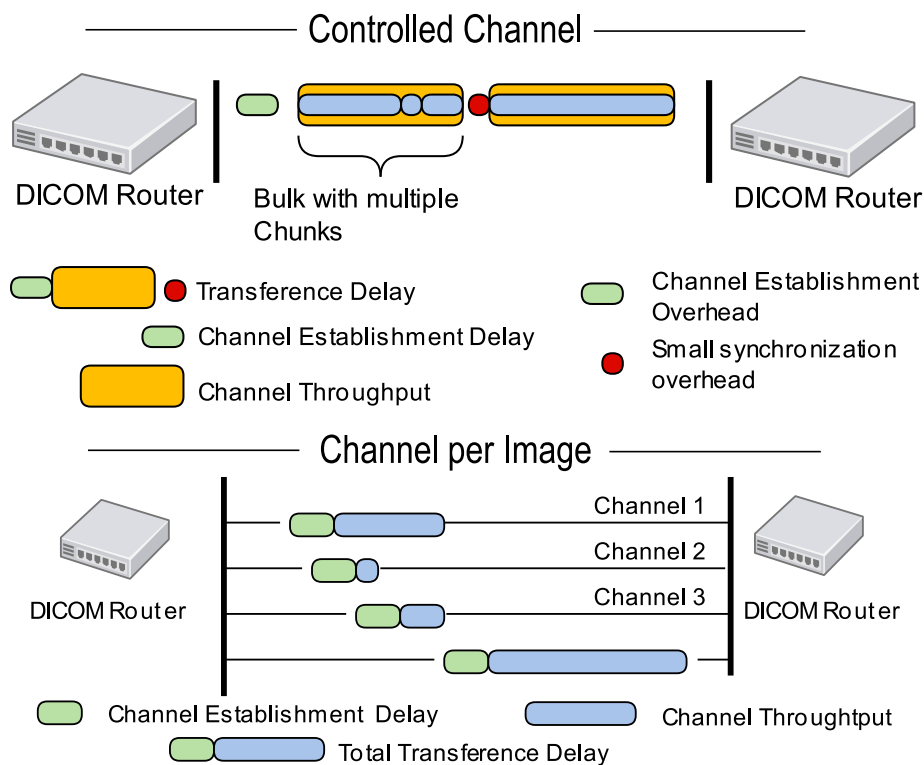 Controlled Channel
DICOM Router
DICOM Router
Bulk with multiple
Chunks
Transference Delay
Channel Establishment Delay
Channel Throughput
Channel Establishment
Overhead
Small synchronization
overhead
Channel per Image
Channel 1
Channel 2
Channel 3
DICOM Router
DICOM Router
Channel Establishment Delay
Channel Throughtput
Total Transference Delay